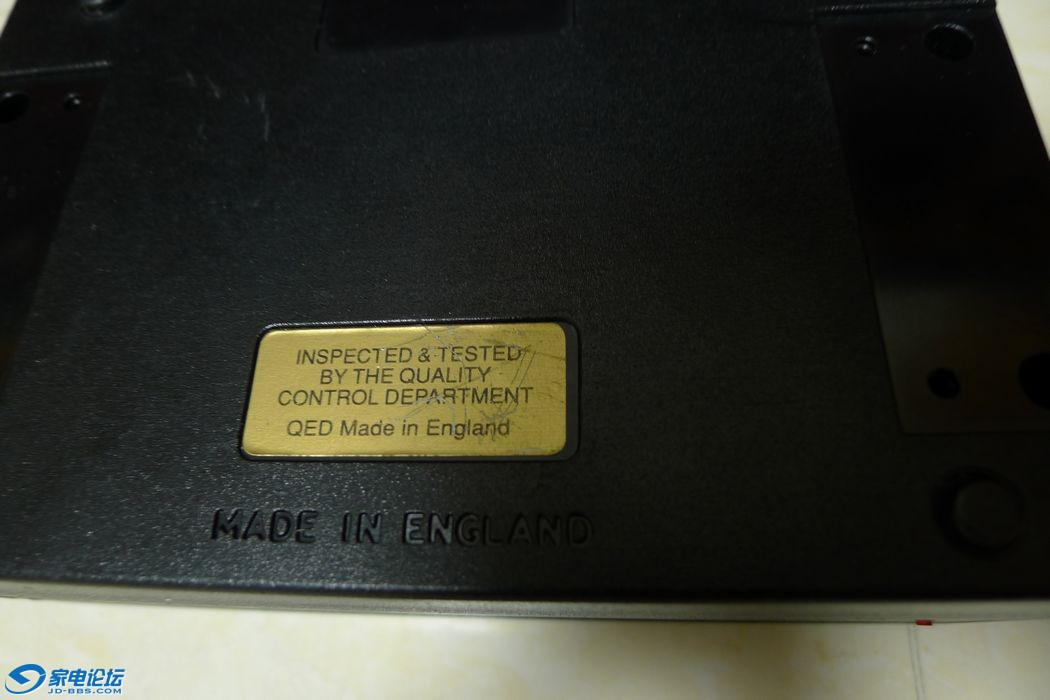 INSPECTED & TESTED
BY THE QUALITY
CONTROL DEPARTMENT
QED Made in England
MADE IN ENGLAND
家电论坛
JD-BBS.COM